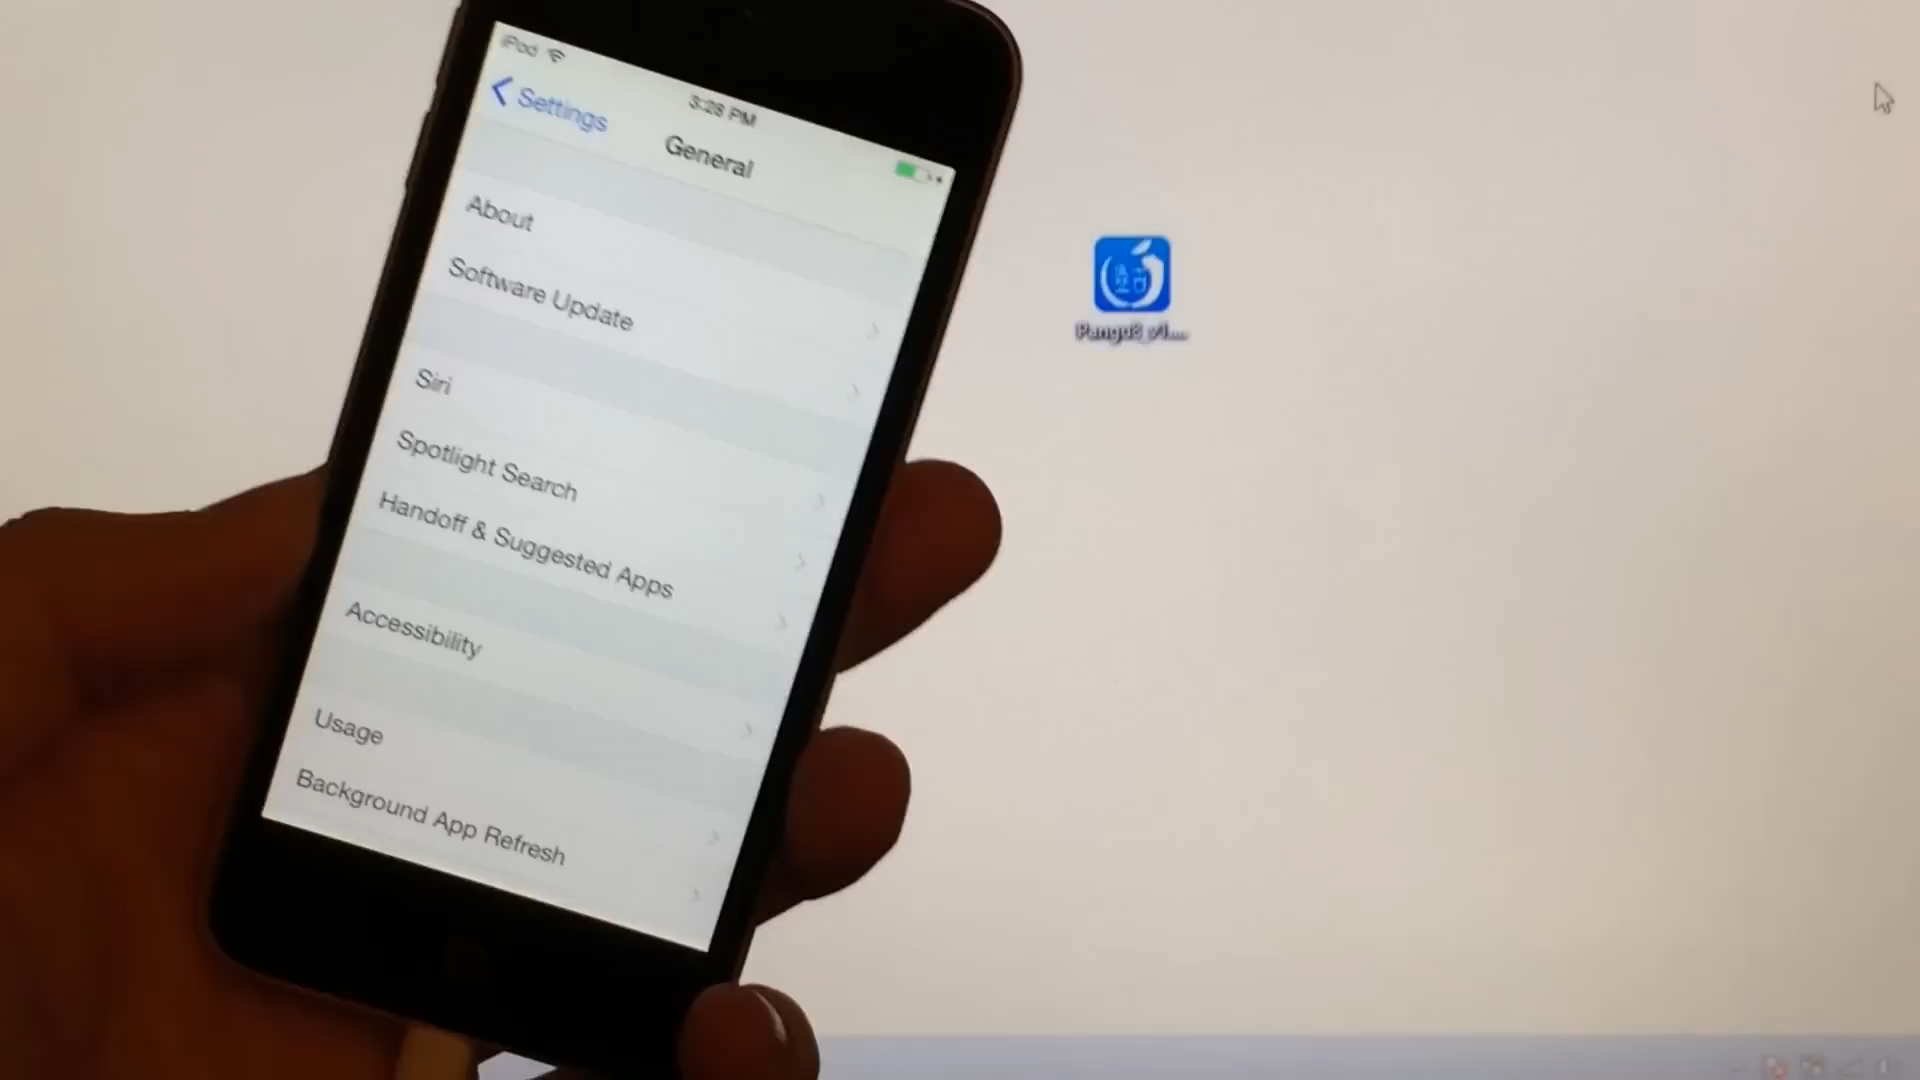 iPod
3:28 PM
Settings
General
About
Software Update
Siri
Spotlight Search
Handoff & Suggested Apps
Accessibility
Usage
Background App Refresh